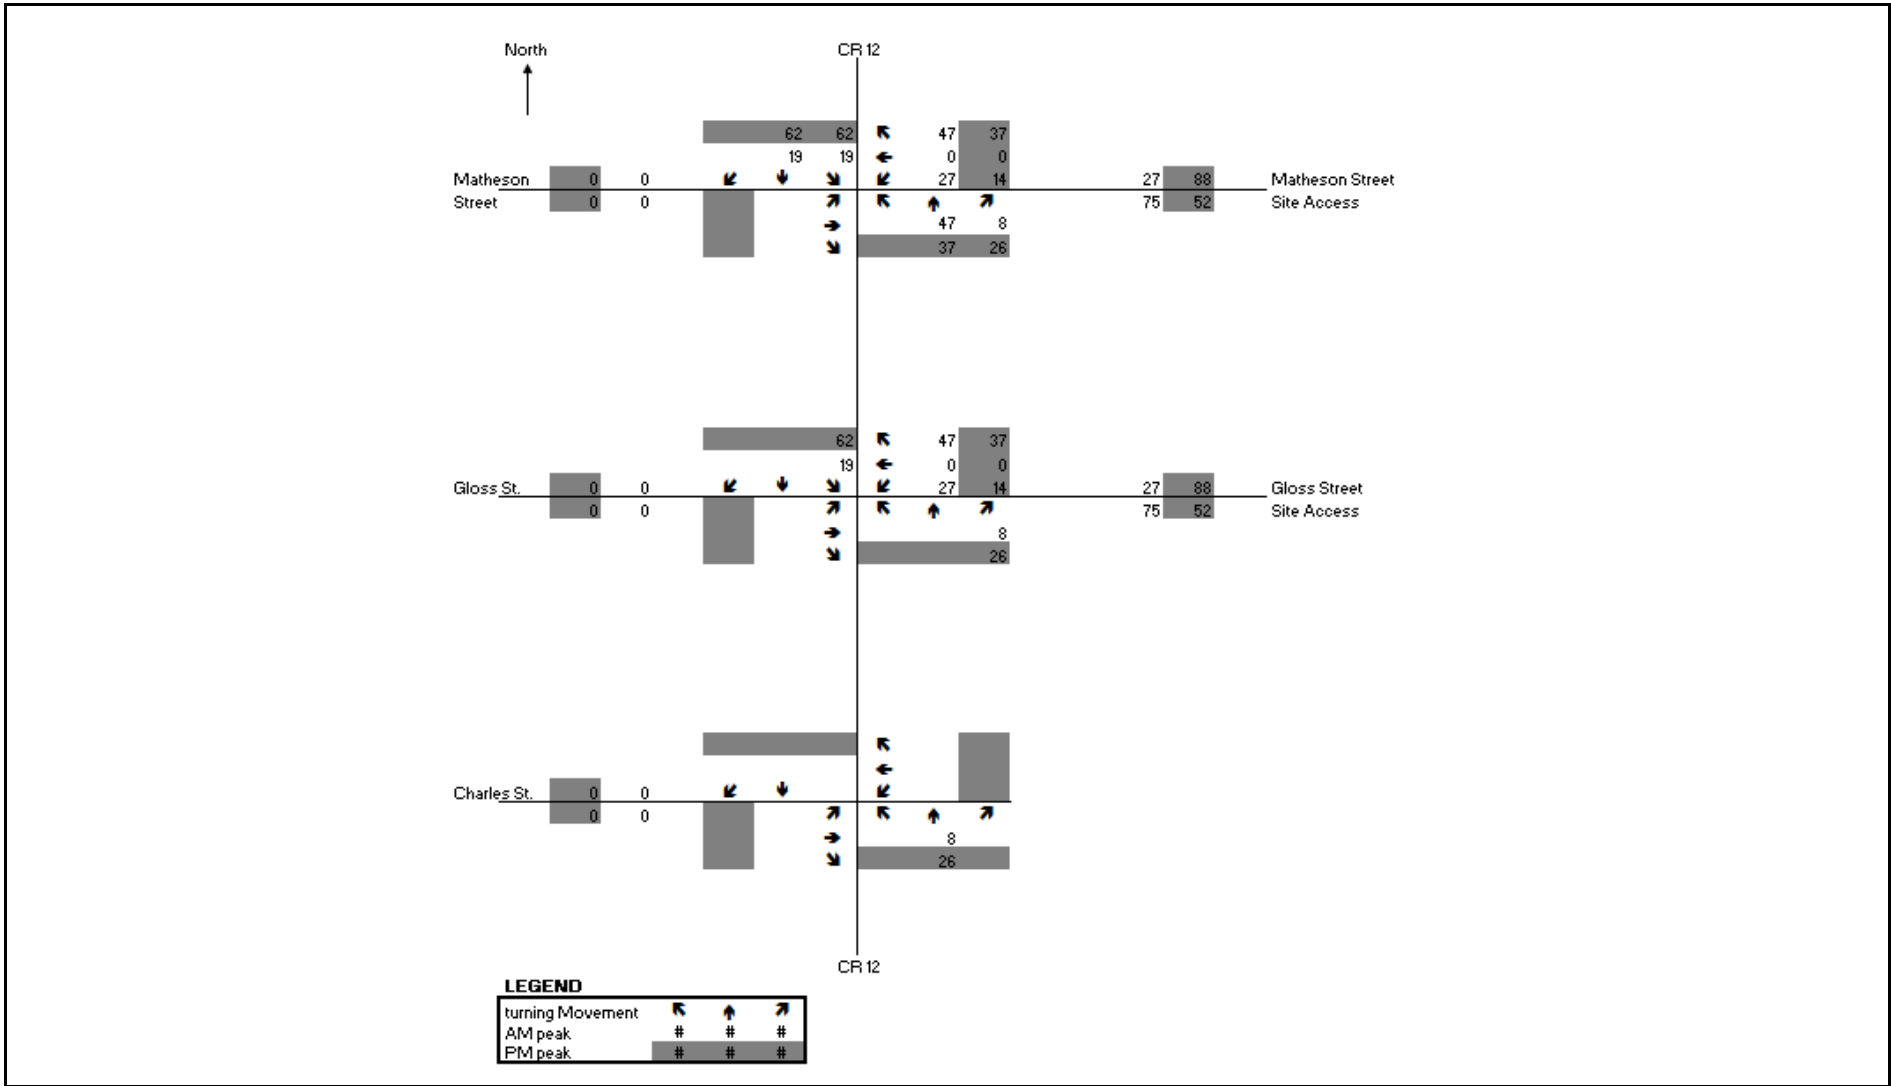 North CR 12
62 62 47 37
19 19 0 0
Matheson 0 0 27 14 27 88 Matheson Street
Street 0 0 75 52 Site Access
47 8
37 26
62 47 37
19 0 0
Gloss St. 0 0 27 14 27 88 Gloss Street
0 0 75 52 Site Access
8
26
Charles St. 0 0
0 0
8
26
CR 12
LEGEND
turning Movement
AM peak # # #
PM peak # # #